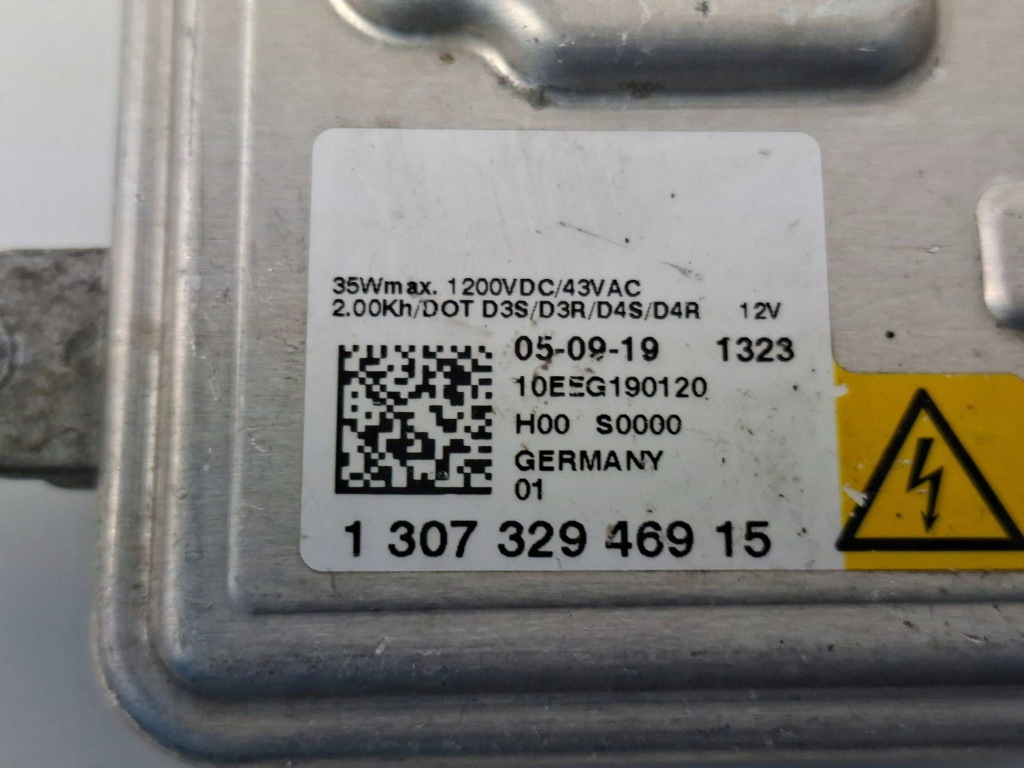 35Wmax. 1200VDC/43VAC
2.00Kh/DOT D3S/D3R/D4S/D4R 12V
05-09-19 1323
10EEG190120
H00 S0000
GERMANY
01
1 307 329 469 15